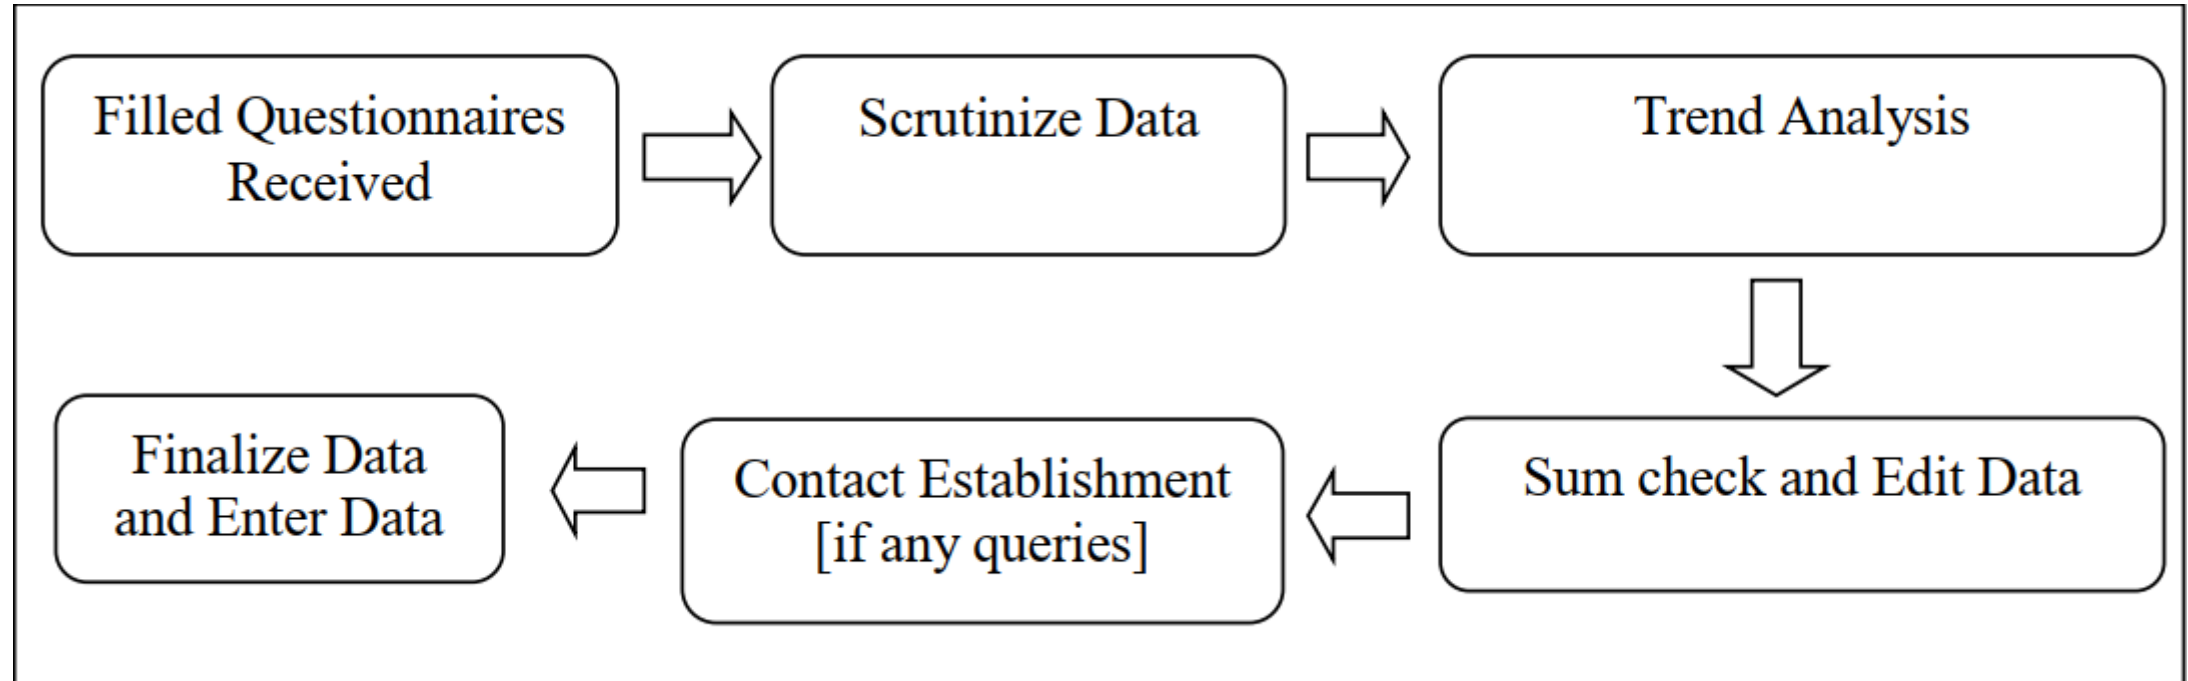 Filled Questionnaires
Received
Scrutinize Data
Trend Analysis
Sum check and Edit Data
Contact Establishment
[if any queries]
Finalize Data
and Enter Data